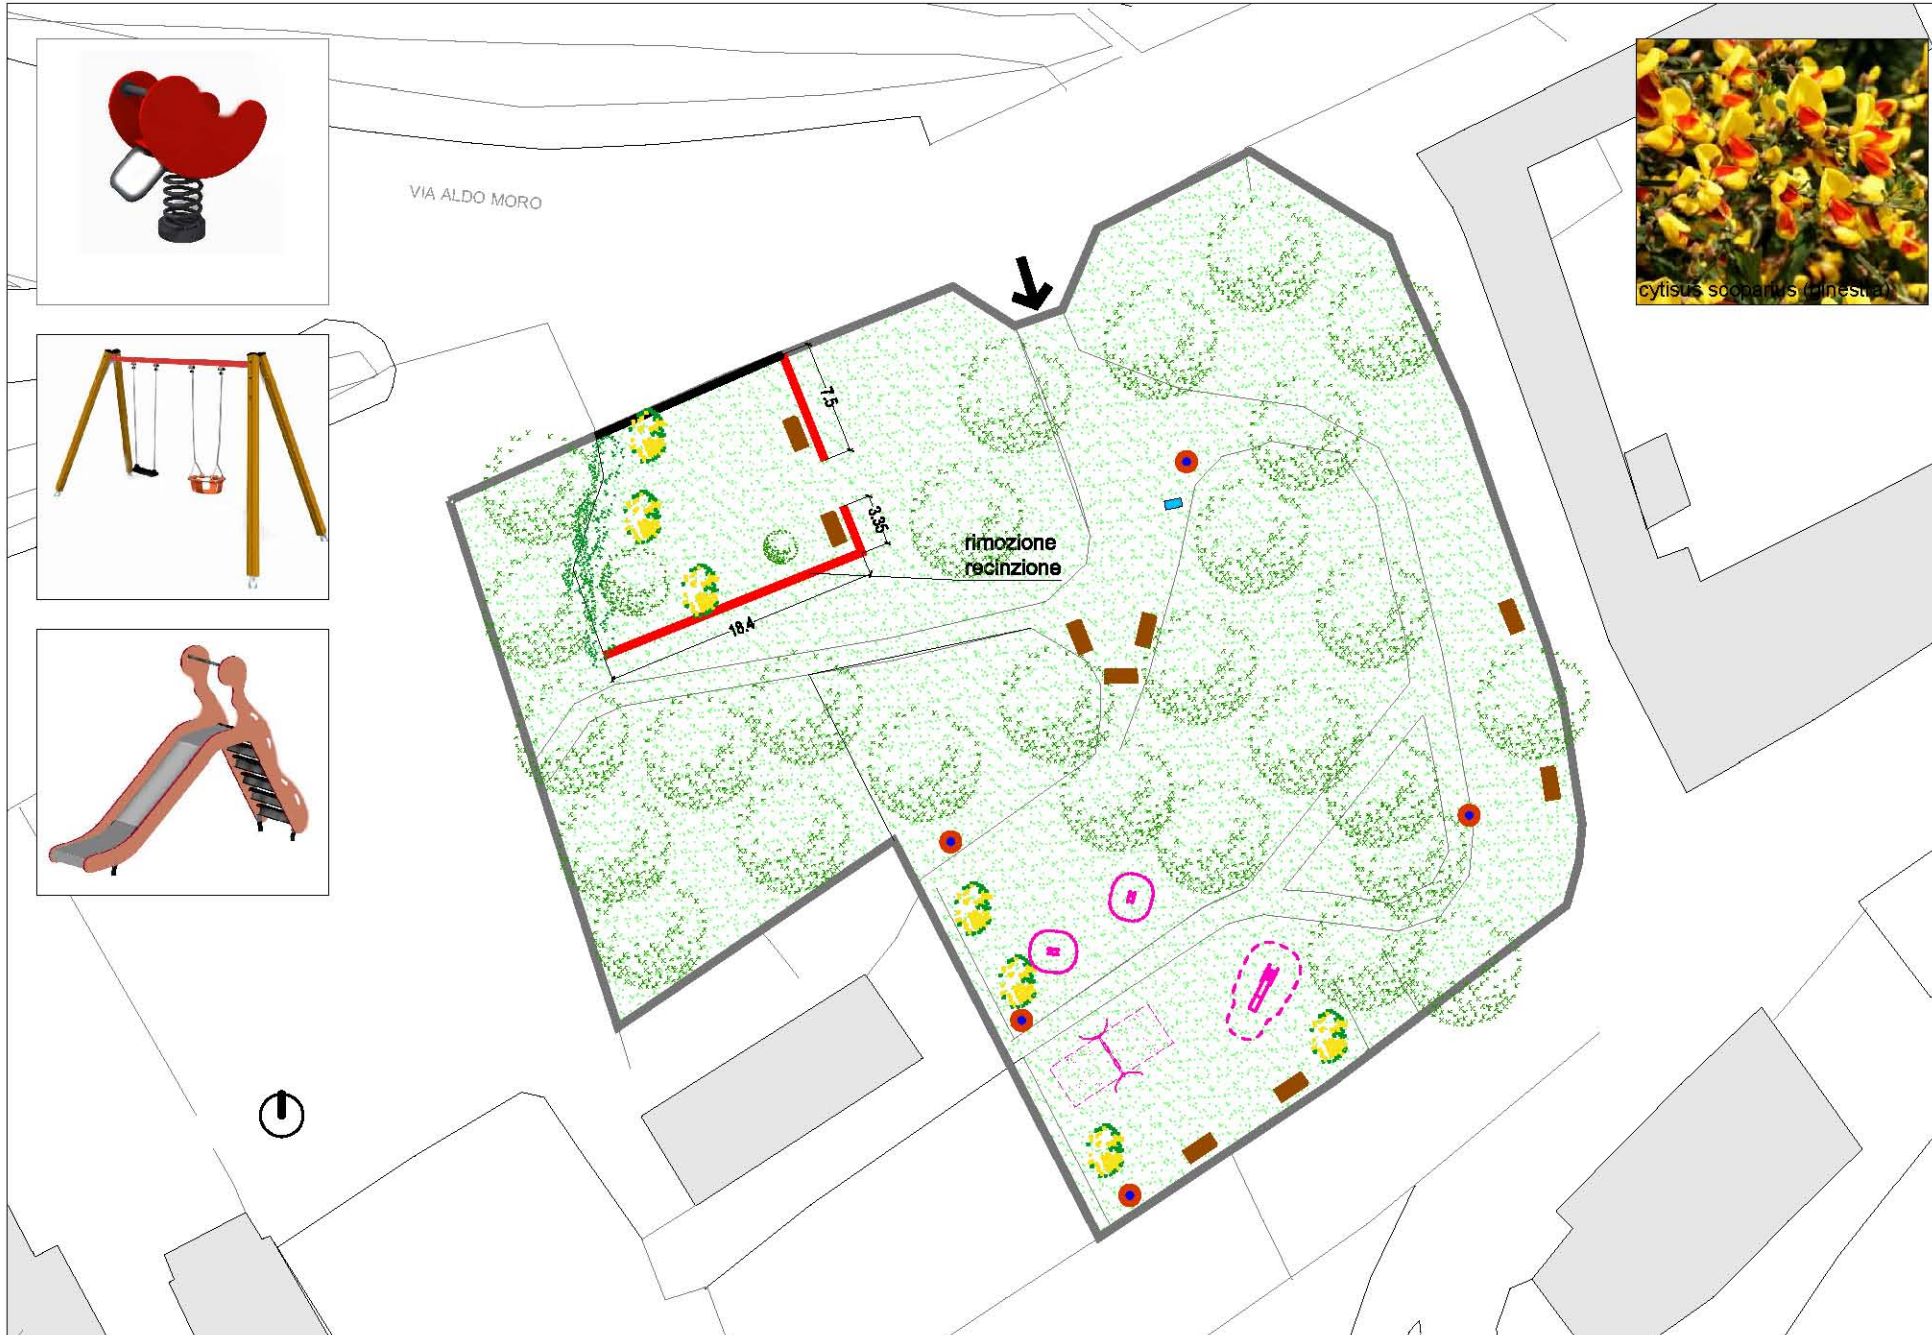 VIA ALDO MORO
cytisus scoparius (ginestra)
7.5
3.35
rimozione
recinzione
18.4